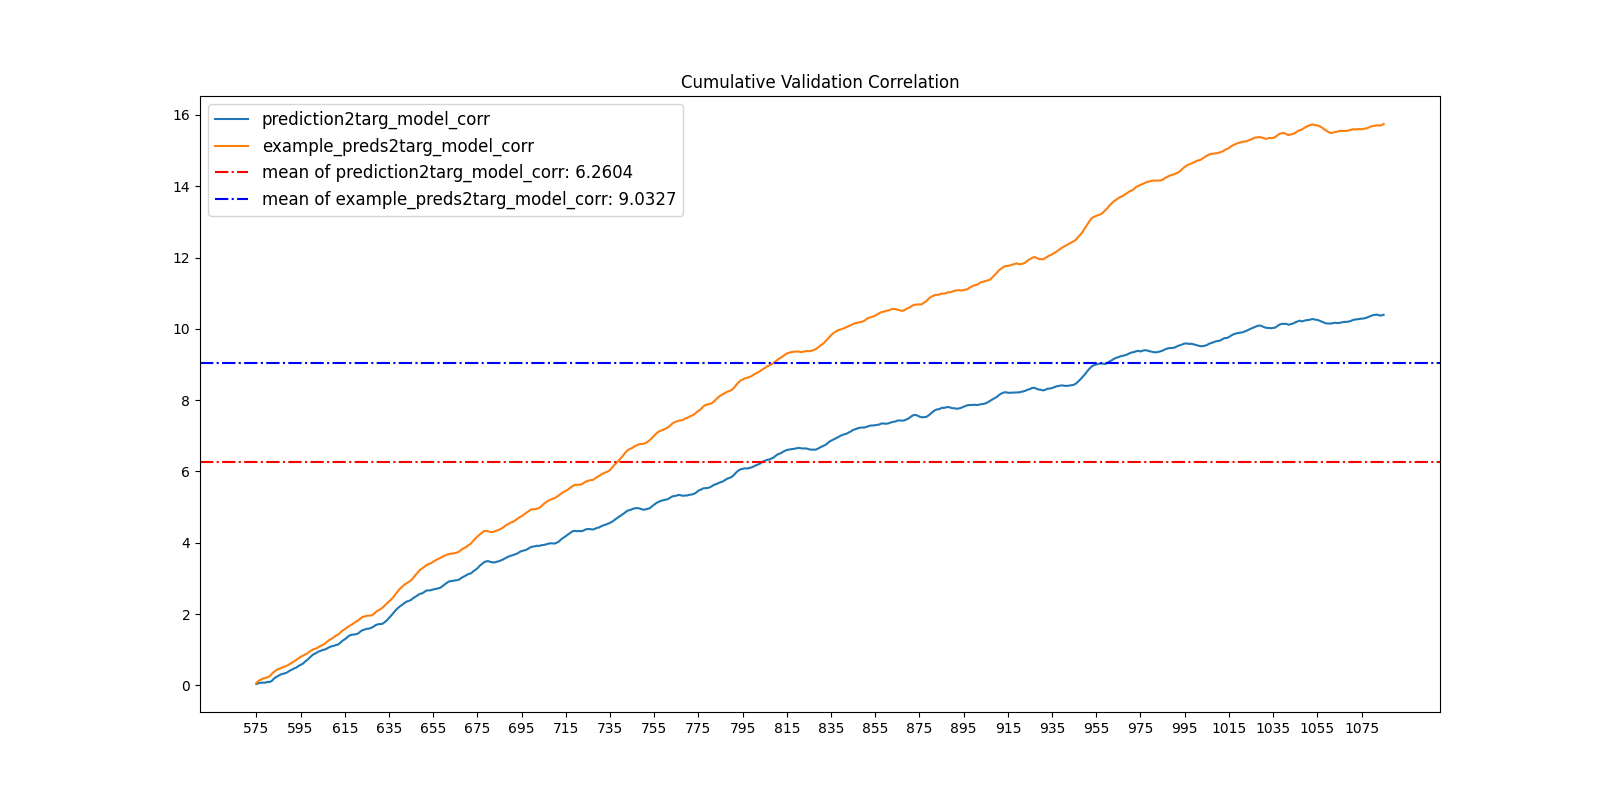 Cumulative Validation Correlation
prediction2targ_model_corr
example_preds2targ_model_corr
mean of prediction2targ_model_corr: 6.2604
mean of example_preds2targ_model_corr: 9.0327
16
14
12
10
8
6
4
2
0
575 595 615 635 655 675 695 715 735 755 775 795 815 835 855 875 895 915 935 955 975 995 1015 1035 1055 1075